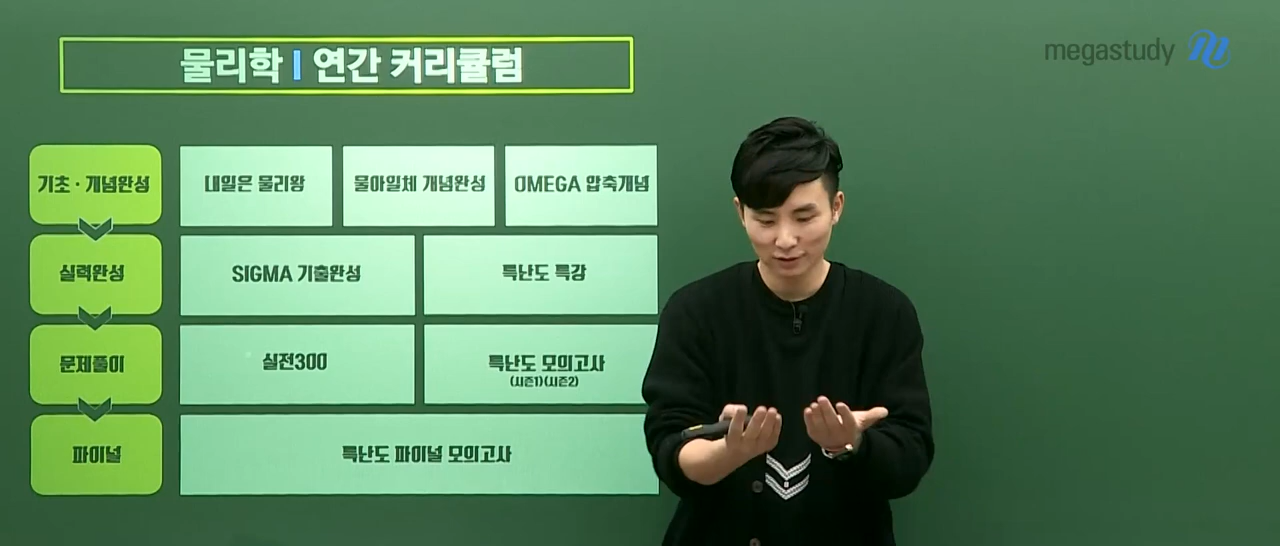 물리학 I 연간 커리큘럼
megastudy
기초 · 개념완성
내일은 물리왕
물아일체 개념완성
OMEGA 압축개념
실력완성
SIGMA 기출완성
특난도 특강
문제풀이
실전300
특난도 모의고사
(시즌1)(시즌2)
파이널
특난도 파이널 모의고사